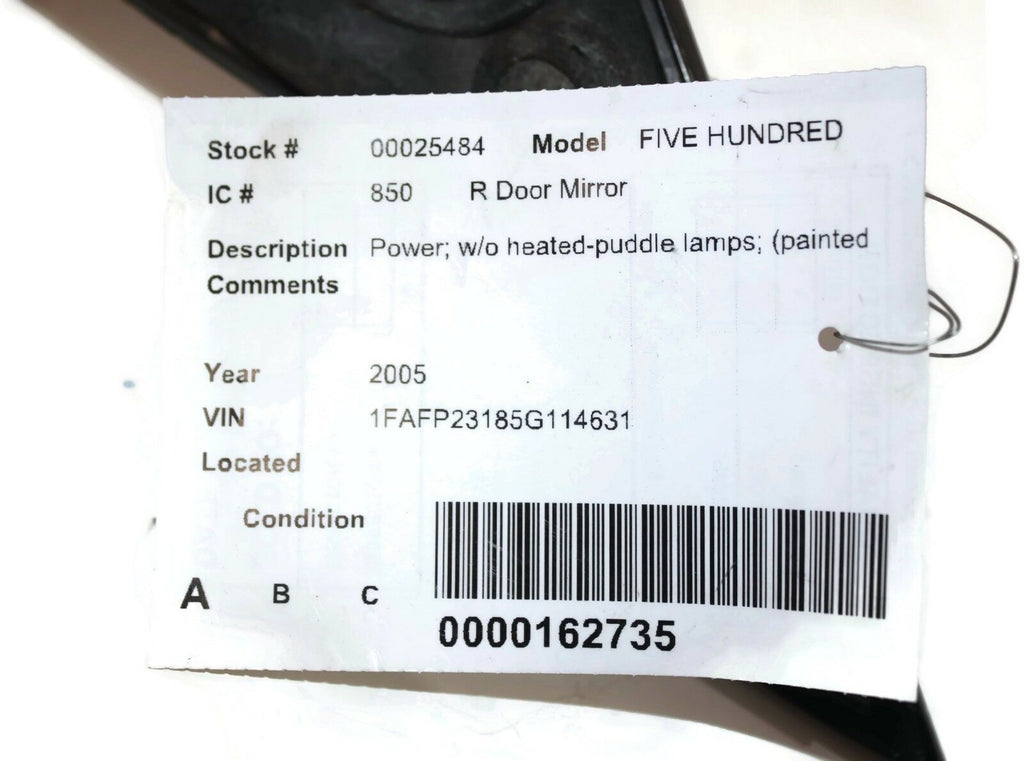 Stock # 00025484 Model FIVE HUNDRED
IC # 850 R Door Mirror
Description Power; w/o heated-puddle lamps; (painted
Comments
Year 2005
VIN 1FAFP23185G114631
Located
Condition
A B C
0000162735